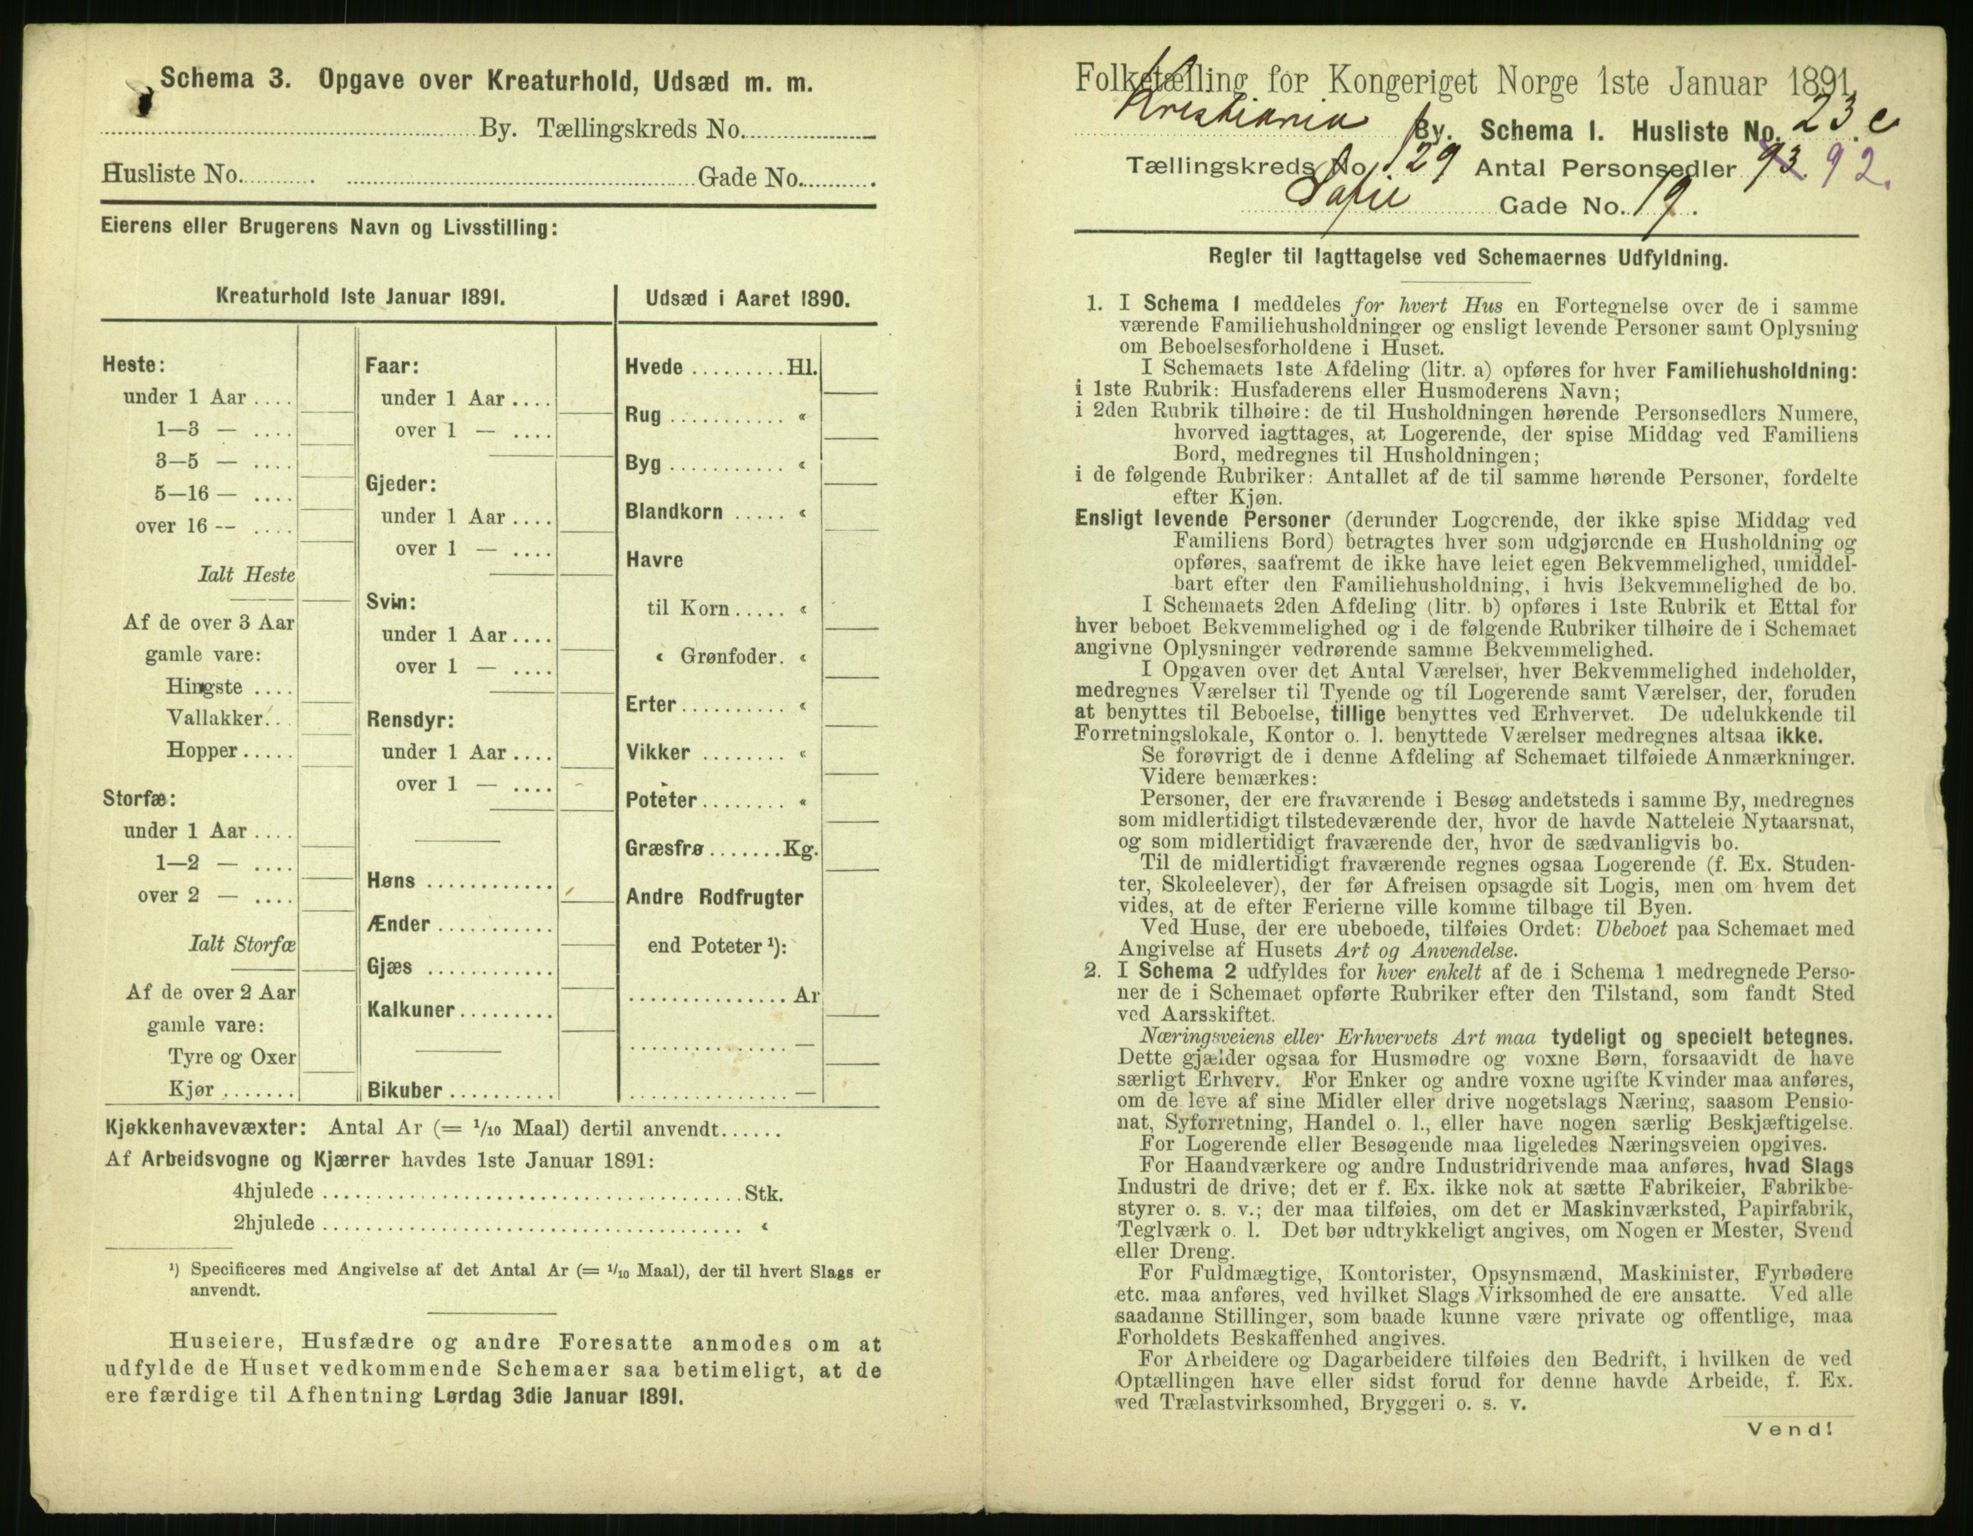 Schema 3. Opgave over Kreaturhold, Udsæd m. m.
By. Tællingskreds No.
Husliste No. Gade No.
Eierens eller Brugerens Navn og Livsstilling:
Kreaturhold 1ste Januar 1891.
Heste:
under 1 Aar ....
1—3 — ....
3—5 — ....
5—16 — ....
over 16 -- ....
Ialt Heste
Af de over 3 Aar
gamle vare:
Hingste ....
Vallakker...
Hopper.....
Storfæ:
under 1 Aar ....
1—2 — ....
over 2 — ....
Ialt Storfæ
Af de over 2 Aar
gamle vare:
Tyre og Oxer
Kjør .......
Faar:
under 1 Aar ....
over 1 — ....
Gjeder:
under 1 Aar ....
over 1 — ....
Svin:
under 1 Aar ....
over 1 — ....
Rensdyr:
under 1 Aar ....
over 1 — ....
Høns ............
Ænder ...........
Gjæs ............
Kalkuner.........
Bikuber ..........
Udsæd i Aaret 1890.
Hvede .........Hl.
Rug ........... «
Byg ........... «
Blandkorn ..... «
Havre
til Korn ..... «
« Grønfoder. «
Erter.......... «
Vikker ........ «
Poteter........ «
Græsfrø.......Kg.
Andre Rodfrugter
end Poteter ¹):
............... Ar
............... —
............... —
Kjøkkenhavevæxter: Antal Ar (= 1/10 Maal) dertil anvendt......
Af Arbeidsvogne og Kjærrer havdes 1ste Januar 1891:
4hjulede ....................................... Stk.
2hjulede ....................................... «
¹) Specificeres med Angivelse af det Antal Ar (= 1/10 Maal), der til hvert Slags er
anvendt.
Huseiere, Husfædre og andre Foresatte anmodes om at
udfylde de Huset vedkommende Schemaer saa betimeligt, at de
ere færdige til Afhentning Lørdag 3die Januar 1891.
Folketælling for Kongeriget Norge 1ste Januar 1891.
Kristiania By. Schema 1. Husliste No. 23 c
Tællingskreds No. 129 Antal Personsedler 93. 92.
Sofie Gade No. 19.
Regler til Iagttagelse ved Schemaernes Udfyldning.
1. I Schema 1 meddeles for hvert Hus en Fortegnelse over de i samme
værende Familiehusholdninger og ensligt levende Personer samt Oplysning
om Beboelsesforholdene i Huset.
I Schemaets 1ste Afdeling (litr. a) opføres for hver Familiehusholdning:
i 1ste Rubrik: Husfaderens eller Husmoderens Navn;
i 2den Rubrik tilhøire: de til Husholdningen hørende Personsedlers Numere,
hvorved iagttages, at Logerende, der spise Middag ved Familiens
Bord, medregnes til Husholdningen;
i de følgende Rubriker: Antallet af de til samme hørende Personer, fordelte
efter Kjøn.
Ensligt levende Personer (derunder Logerende, der ikke spise Middag ved
Familiens Bord) betragtes hver som udgjørende en Husholdning og
opføres, saafremt de ikke have leiet egen Bekvemmelighed, umiddel-
bart efter den Familiehusholdning, i hvis Bekvemmelighed de bo.
I Schemaets 2den Afdeling (litr. b) opføres i 1ste Rubrik et Ettal for
hver beboet Bekvemmelighed og i de følgende Rubriker tilhøire de i Schemaet
angivne Oplysninger vedrørende samme Bekvemmelighed.
I Opgaven over det Antal Værelser, hver Bekvemmelighed indeholder,
medregnes Værelser til Tyende og til Logerende samt Værelser, der, foruden
at benyttes til Beboelse, tillige benyttes ved Erhvervet. De udelukkende til
Forretningslokale, Kontor o. l. benyttede Værelser medregnes altsaa ikke.
Se forøvrigt de i denne Afdeling af Schemaet tilføiede Anmærkninger.
Videre bemærkes:
Personer, der ere fraværende i Besøg andetsteds i samme By, medregnes
som midlertidigt tilstedeværende der, hvor de havde Natteleie Nytaarsnat,
og som midlertidigt fraværende der, hvor de sædvanligvis bo.
Til de midlertidigt fraværende regnes ogsaa Logerende (f. Ex. Studen-
ter, Skoleelever), der før Afreisen opsagde sit Logis, men om hvem det
vides, at de efter Ferierne ville komme tilbage til Byen.
Ved Huse, der ere ubeboede, tilføies Ordet: Ubeboet paa Schemaet med
Angivelse af Husets Art og Anvendelse.
2. I Schema 2 udfyldes for hver enkelt af de i Schema 1 medregnede Perso-
ner de i Schemaet opførte Rubriker efter den Tilstand, som fandt Sted
ved Aarsskiftet.
Næringsveiens eller Erhvervets Art maa tydeligt og specielt betegnes.
Dette gjælder ogsaa for Husmødre og voxne Børn, forsaavidt de have
særligt Erhverv. For Enker og andre voxne ugifte Kvinder maa anføres,
om de leve af sine Midler eller drive nogetslags Næring, saasom Pensio-
nat, Syforretning, Handel o. l., eller have nogen særlig Beskjæftigelse.
For Logerende eller Besøgende maa ligeledes Næringsveien opgives.
For Haandværkere og andre Industridrivende maa anføres, hvad Slags
Industri de drive; det er f. Ex. ikke nok at sætte Fabrikeier, Fabrikbe-
styrer o. s. v.; der maa tilføies, om det er Maskinværksted, Papirfabrik,
Teglværk o. l. Det bør udtrykkeligt angives, om Nogen er Mester, Svend
eller Dreng.
For Fuldmægtige, Kontorister, Opsynsmænd, Maskinister, Fyrbødere
etc. maa anføres, ved hvilket Slags Virksomhed de ere ansatte. Ved alle
saadanne Stillinger, som baade kunne være private og offentlige, maa
Forholdets Beskaffenhed angives.
For Arbeidere og Dagarbeidere tilføies den Bedrift, i hvilken de ved
Optællingen have eller sidst forud for denne havde Arbeide, f. Ex.
ved Trælastvirksomhed, Bryggeri o. s. v.
Vend!